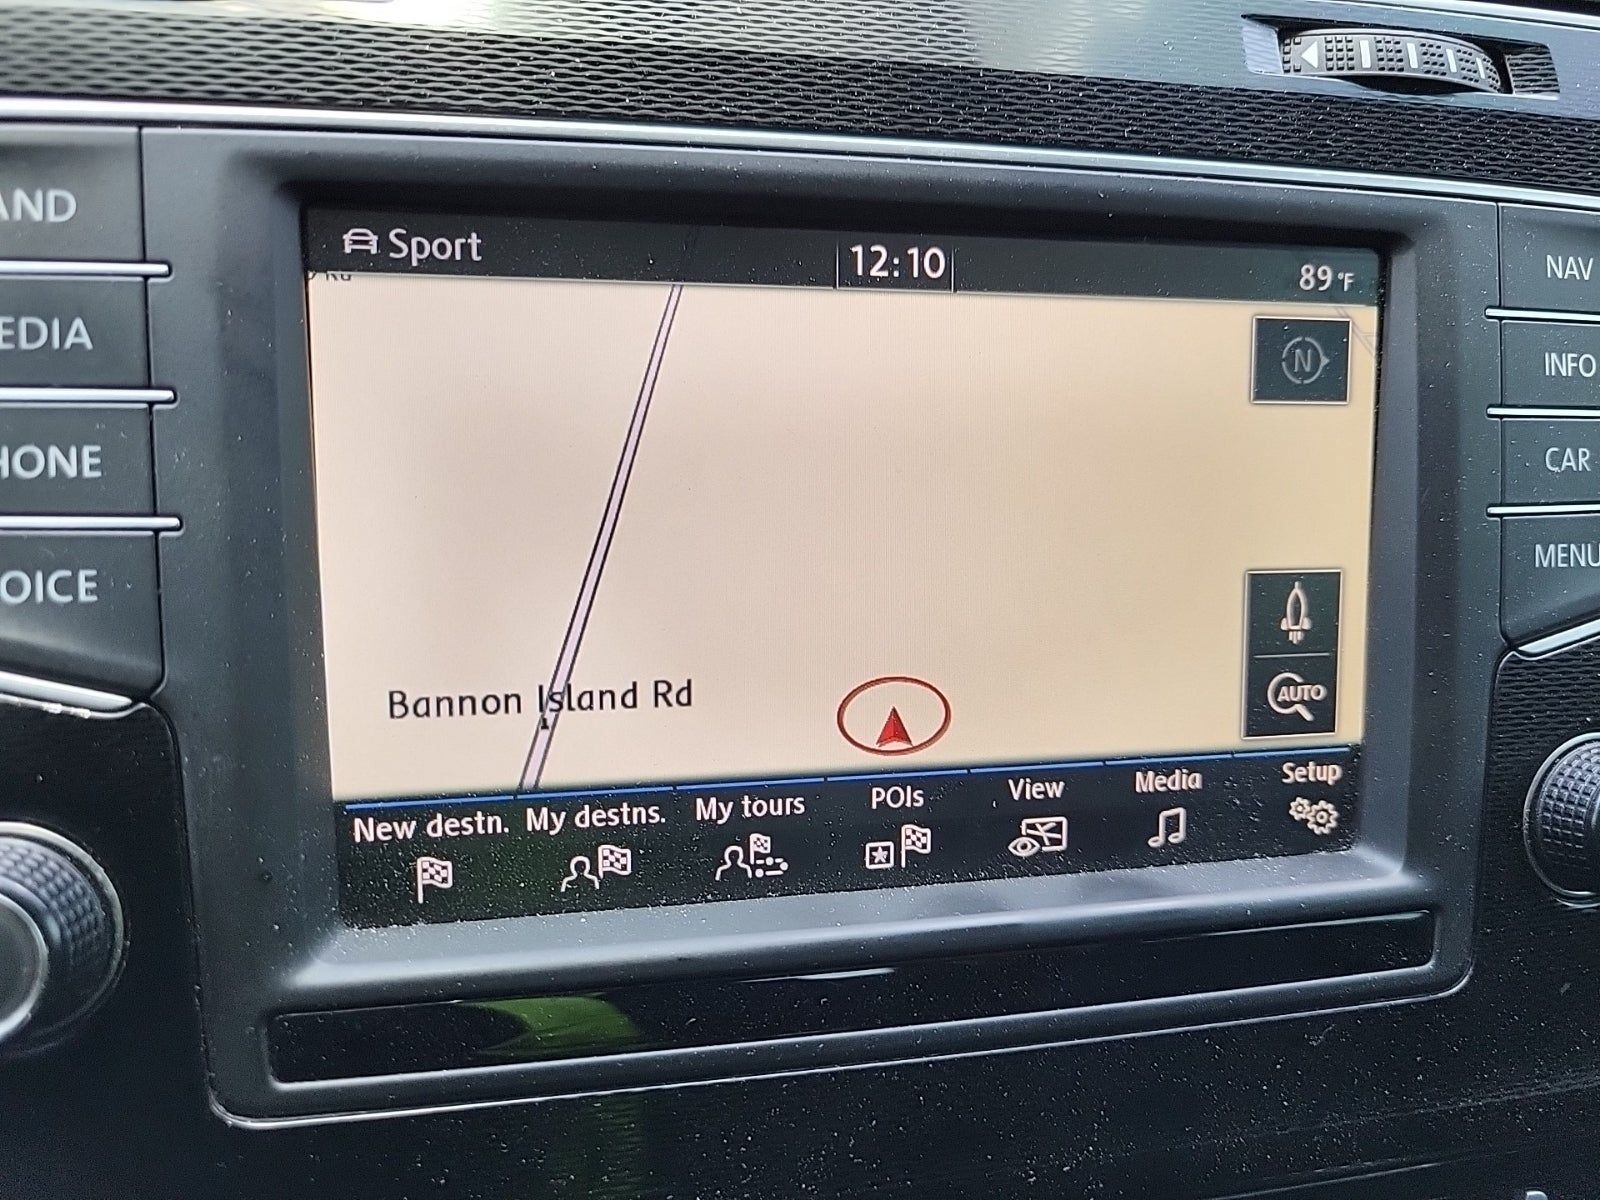 Sport
12:10
89°F
N
Bannon Island Rd
AUTO
New destn.
My destns.
My tours
POIs
View
Media
Setup
AND
EDIA
HONE
OICE
NAV
INFO
CAR
MENU